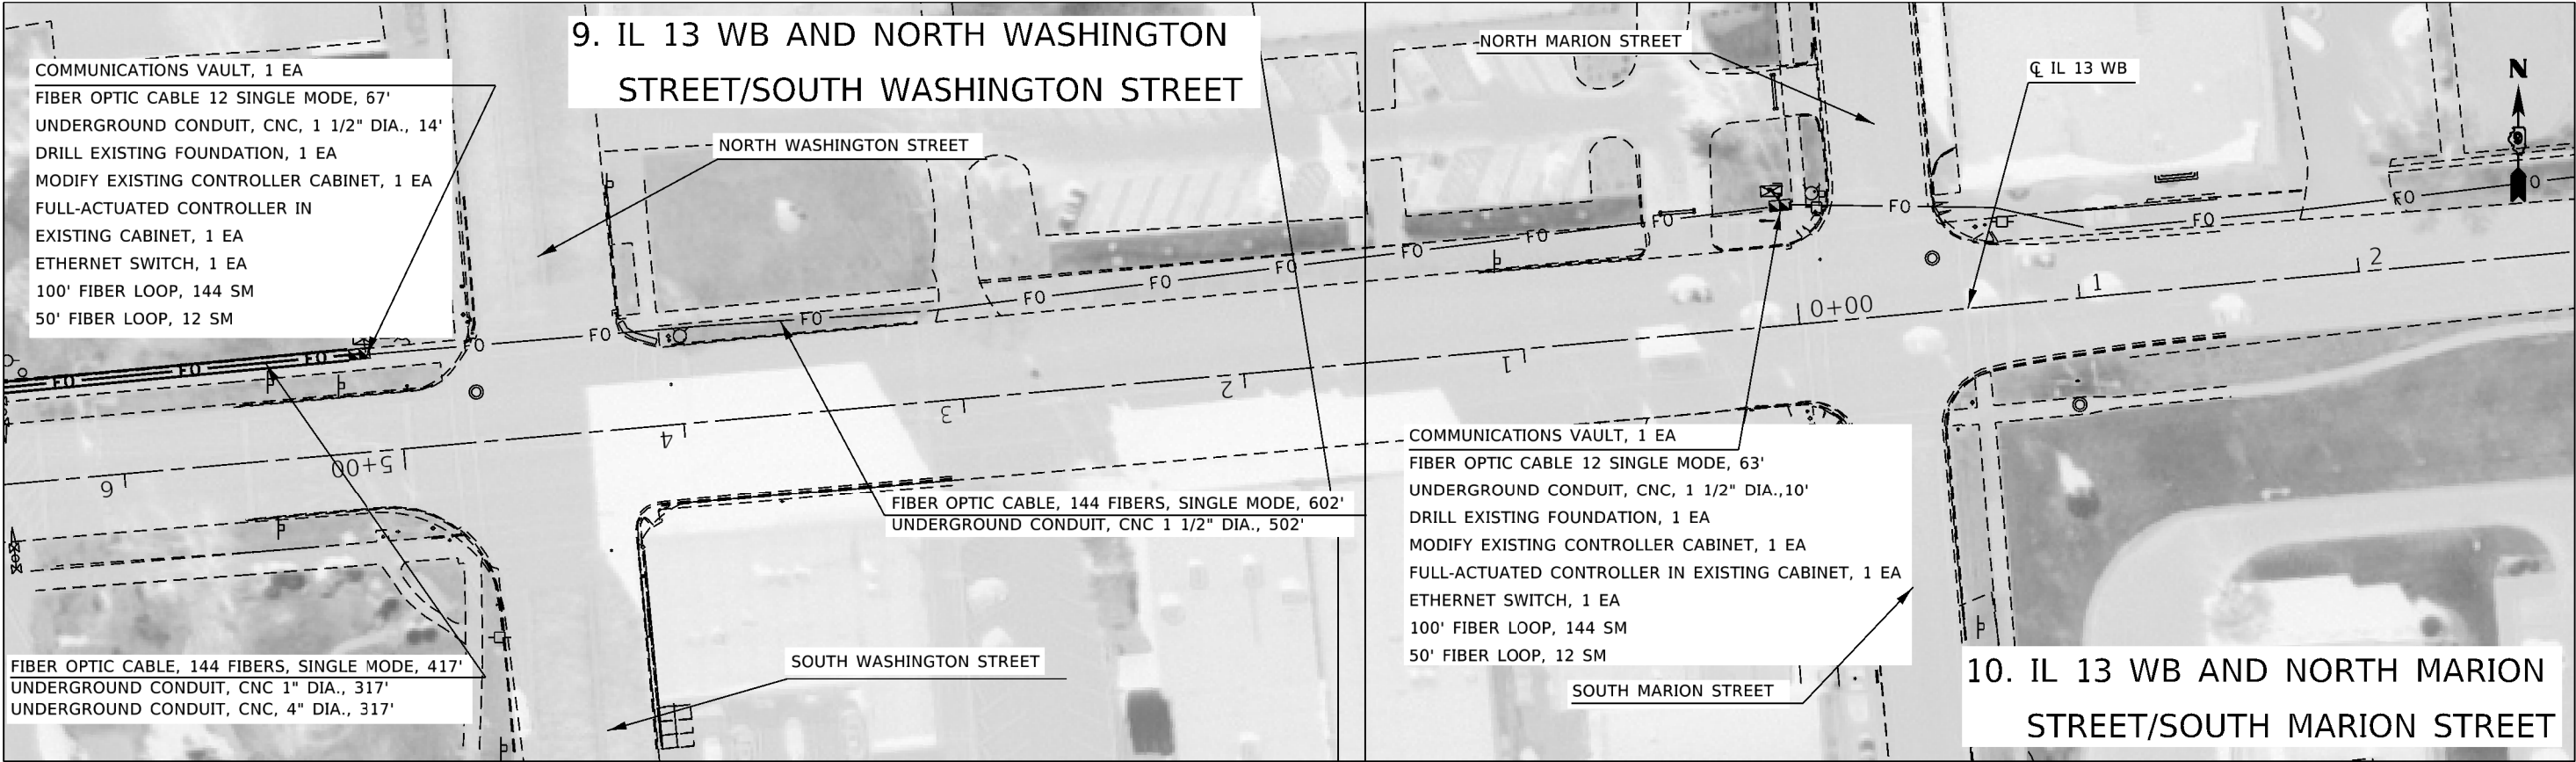 9. IL 13 WB AND NORTH WASHINGTON
STREET/SOUTH WASHINGTON STREET
COMMUNICATIONS VAULT, 1 EA
FIBER OPTIC CABLE 12 SINGLE MODE, 67'
UNDERGROUND CONDUIT, CNC, 1 1/2" DIA., 14'
DRILL EXISTING FOUNDATION, 1 EA
MODIFY EXISTING CONTROLLER CABINET, 1 EA
FULL-ACTUATED CONTROLLER IN
EXISTING CABINET, 1 EA
ETHERNET SWITCH, 1 EA
100' FIBER LOOP, 144 SM
50' FIBER LOOP, 12 SM
NORTH WASHINGTON STREET
FO
FO
FO
FO
FO
FO
FO
FO
FO
6
5+00
4
3
2
FIBER OPTIC CABLE, 144 FIBERS, SINGLE MODE, 602'
UNDERGROUND CONDUIT, CNC 1 1/2" DIA., 502'
SOUTH WASHINGTON STREET
FIBER OPTIC CABLE, 144 FIBERS, SINGLE MODE, 417'
UNDERGROUND CONDUIT, CNC 1" DIA., 317'
UNDERGROUND CONDUIT, CNC, 4" DIA., 317'
NORTH MARION STREET
℄ IL 13 WB
N
FO
FO
FO
FO
FO
FO
O
1
0+00
1
2
COMMUNICATIONS VAULT, 1 EA
FIBER OPTIC CABLE 12 SINGLE MODE, 63'
UNDERGROUND CONDUIT, CNC, 1 1/2" DIA.,10'
DRILL EXISTING FOUNDATION, 1 EA
MODIFY EXISTING CONTROLLER CABINET, 1 EA
FULL-ACTUATED CONTROLLER IN EXISTING CABINET, 1 EA
ETHERNET SWITCH, 1 EA
100' FIBER LOOP, 144 SM
50' FIBER LOOP, 12 SM
SOUTH MARION STREET
10. IL 13 WB AND NORTH MARION
STREET/SOUTH MARION STREET